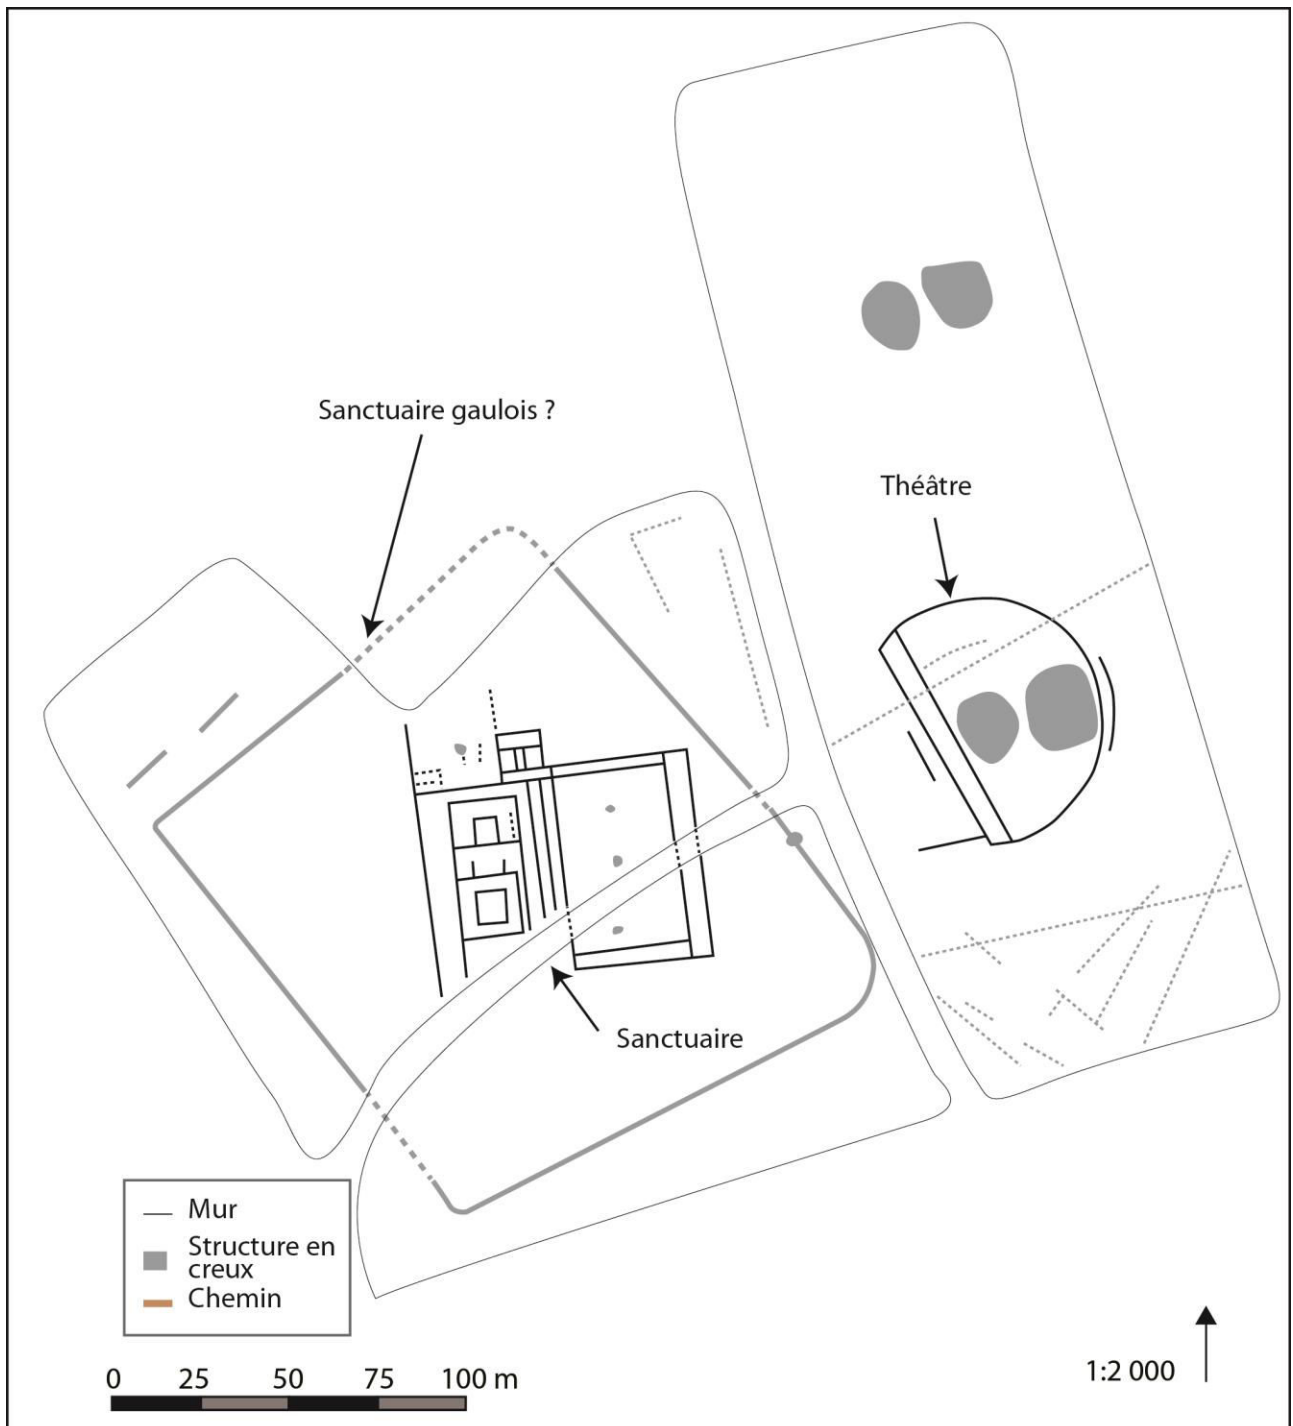 Sanctuaire gaulois ?
Théâtre
Sanctuaire
Mur
Structure en
creux
Chemin
0 25 50 75 100 m
1:2 000